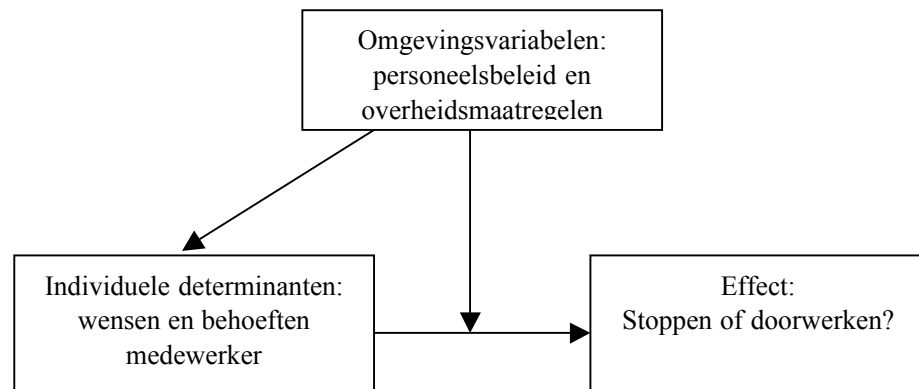 Omgevingsvariabelen:
personeelsbeleid en
overheidsmaatregelen
Individuele determinanten:
wensen en behoeften
medewerker
Effect:
Stoppen of doorwerken?